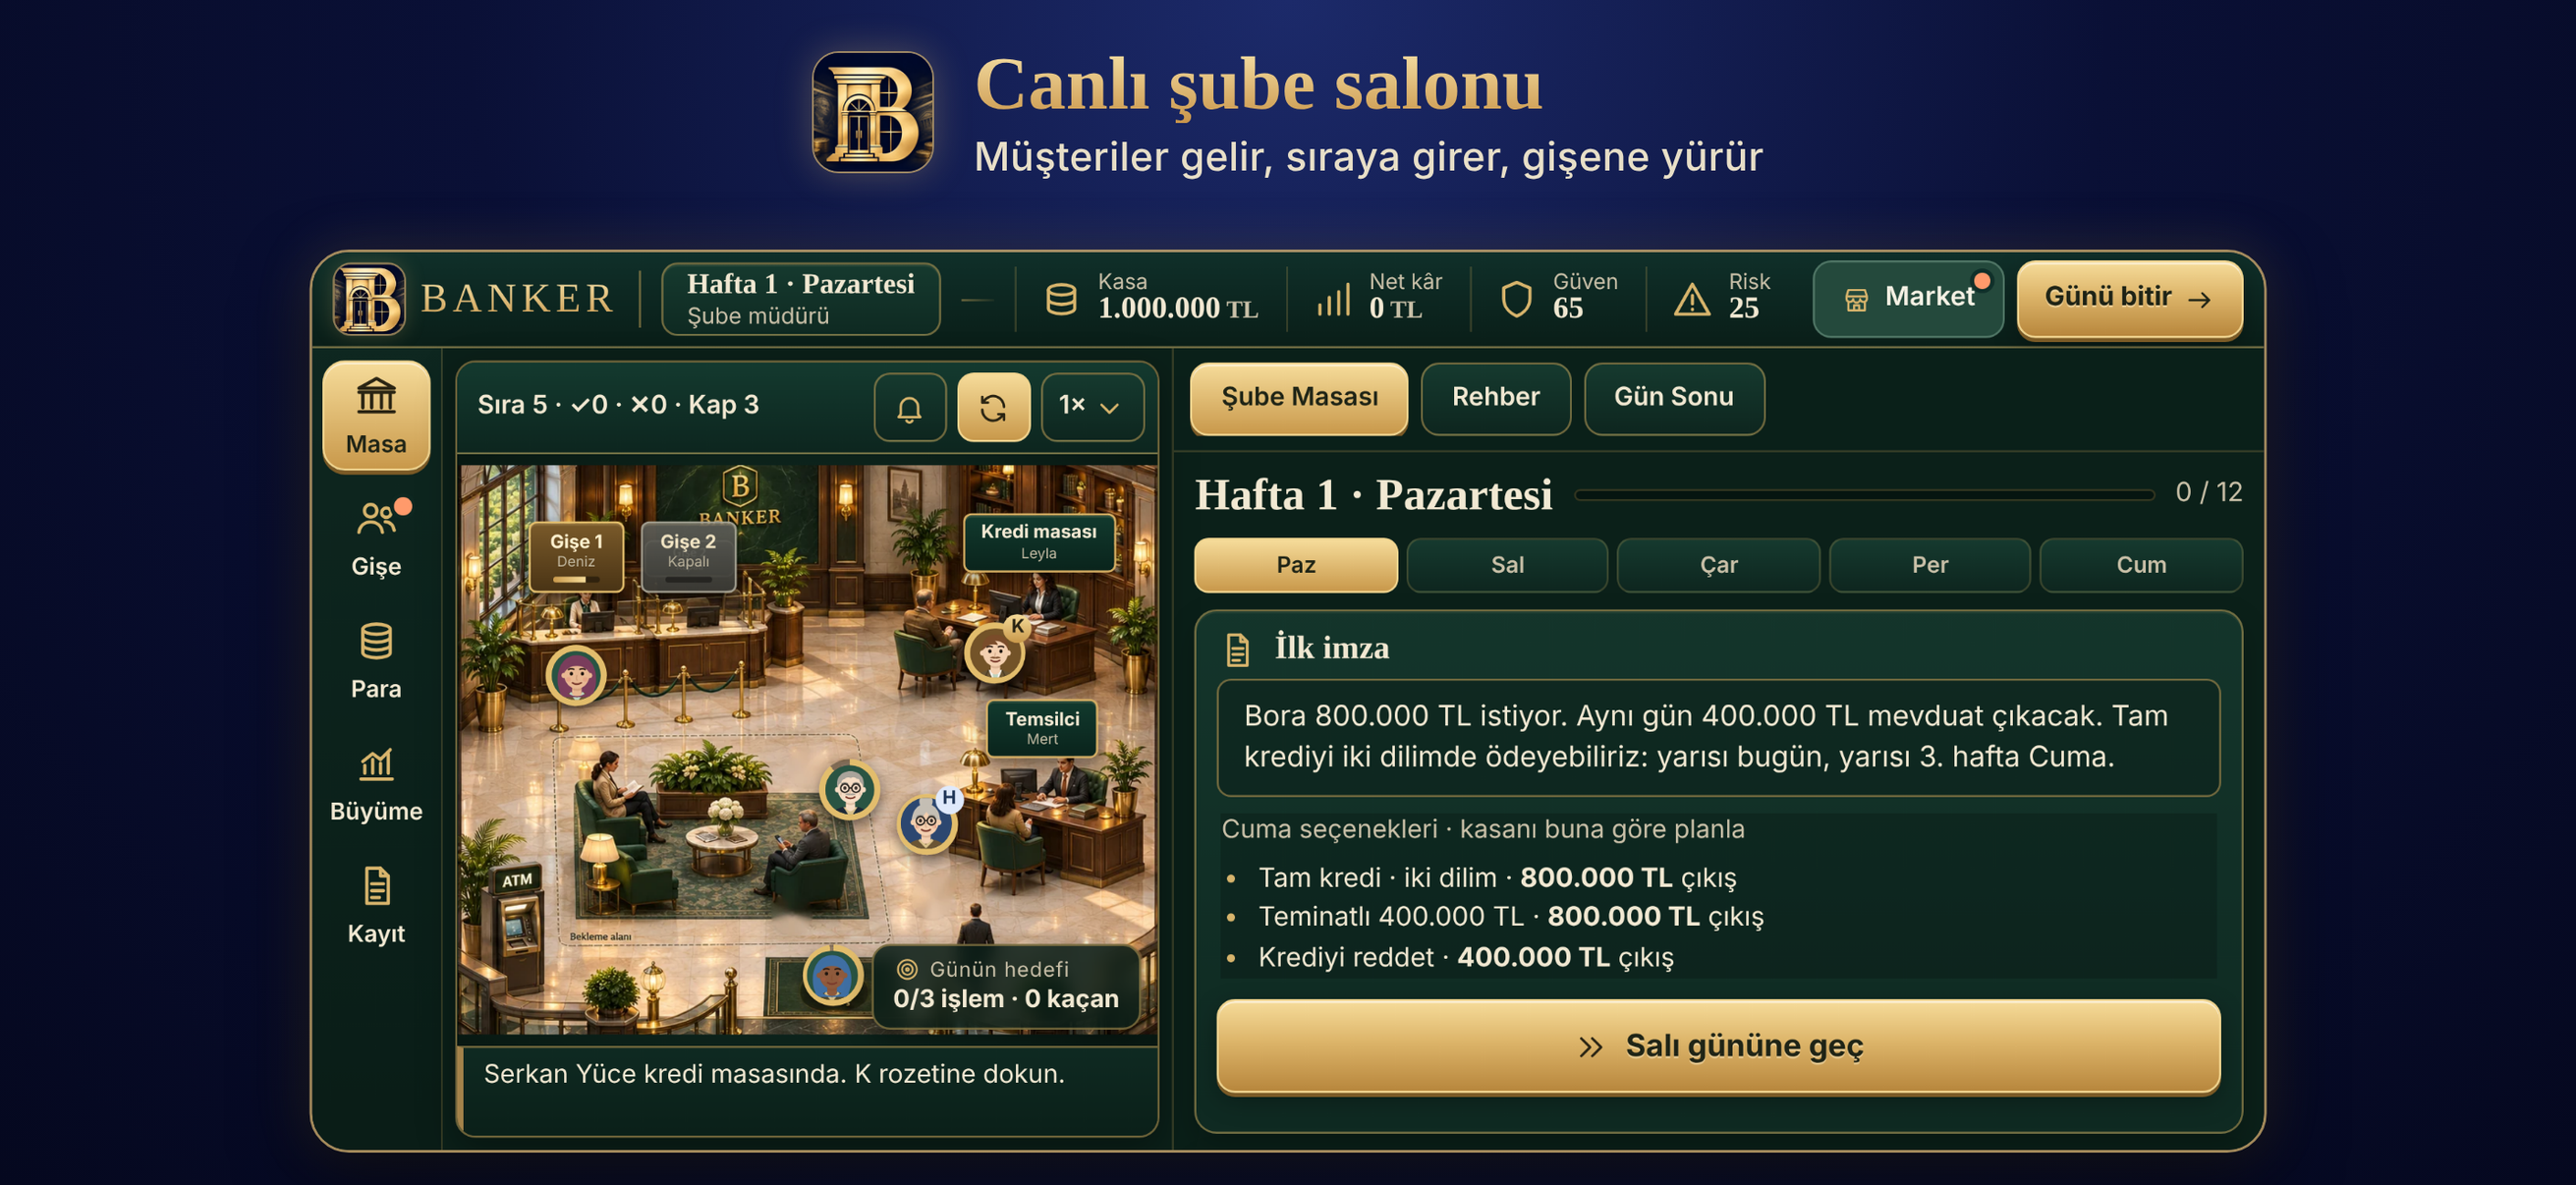 Canlı şube salonu
Müşteriler gelir, sıraya girer, gişene yürür
BANKER
Hafta 1 · Pazartesi
Şube müdürü
Kasa
1.000.000 TL
Net kâr
0 TL
Güven
65
Risk
25
Market
Günü bitir →
Masa
Gişe
Para
Büyüme
Kayıt
Sıra 5 · ✓0 · ✕0 · Kap 3
1×
B
BANKER
Gişe 1
Deniz
Gişe 2
Kapalı
Kredi masası
Leyla
K
Temsilci
Mert
H
ATM
Bekleme alanı
Günün hedefi
0/3 işlem · 0 kaçan
Serkan Yüce kredi masasında. K rozetine dokun.
Şube Masası
Rehber
Gün Sonu
Hafta 1 · Pazartesi
0 / 12
Paz
Sal
Çar
Per
Cum
İlk imza
Bora 800.000 TL istiyor. Aynı gün 400.000 TL mevduat çıkacak. Tam
krediyi iki dilimde ödeyebiliriz: yarısı bugün, yarısı 3. hafta Cuma.
Cuma seçenekleri · kasanı buna göre planla
• Tam kredi · iki dilim · 800.000 TL çıkış
• Teminatlı 400.000 TL · 800.000 TL çıkış
• Krediyi reddet · 400.000 TL çıkış
Salı gününe geç